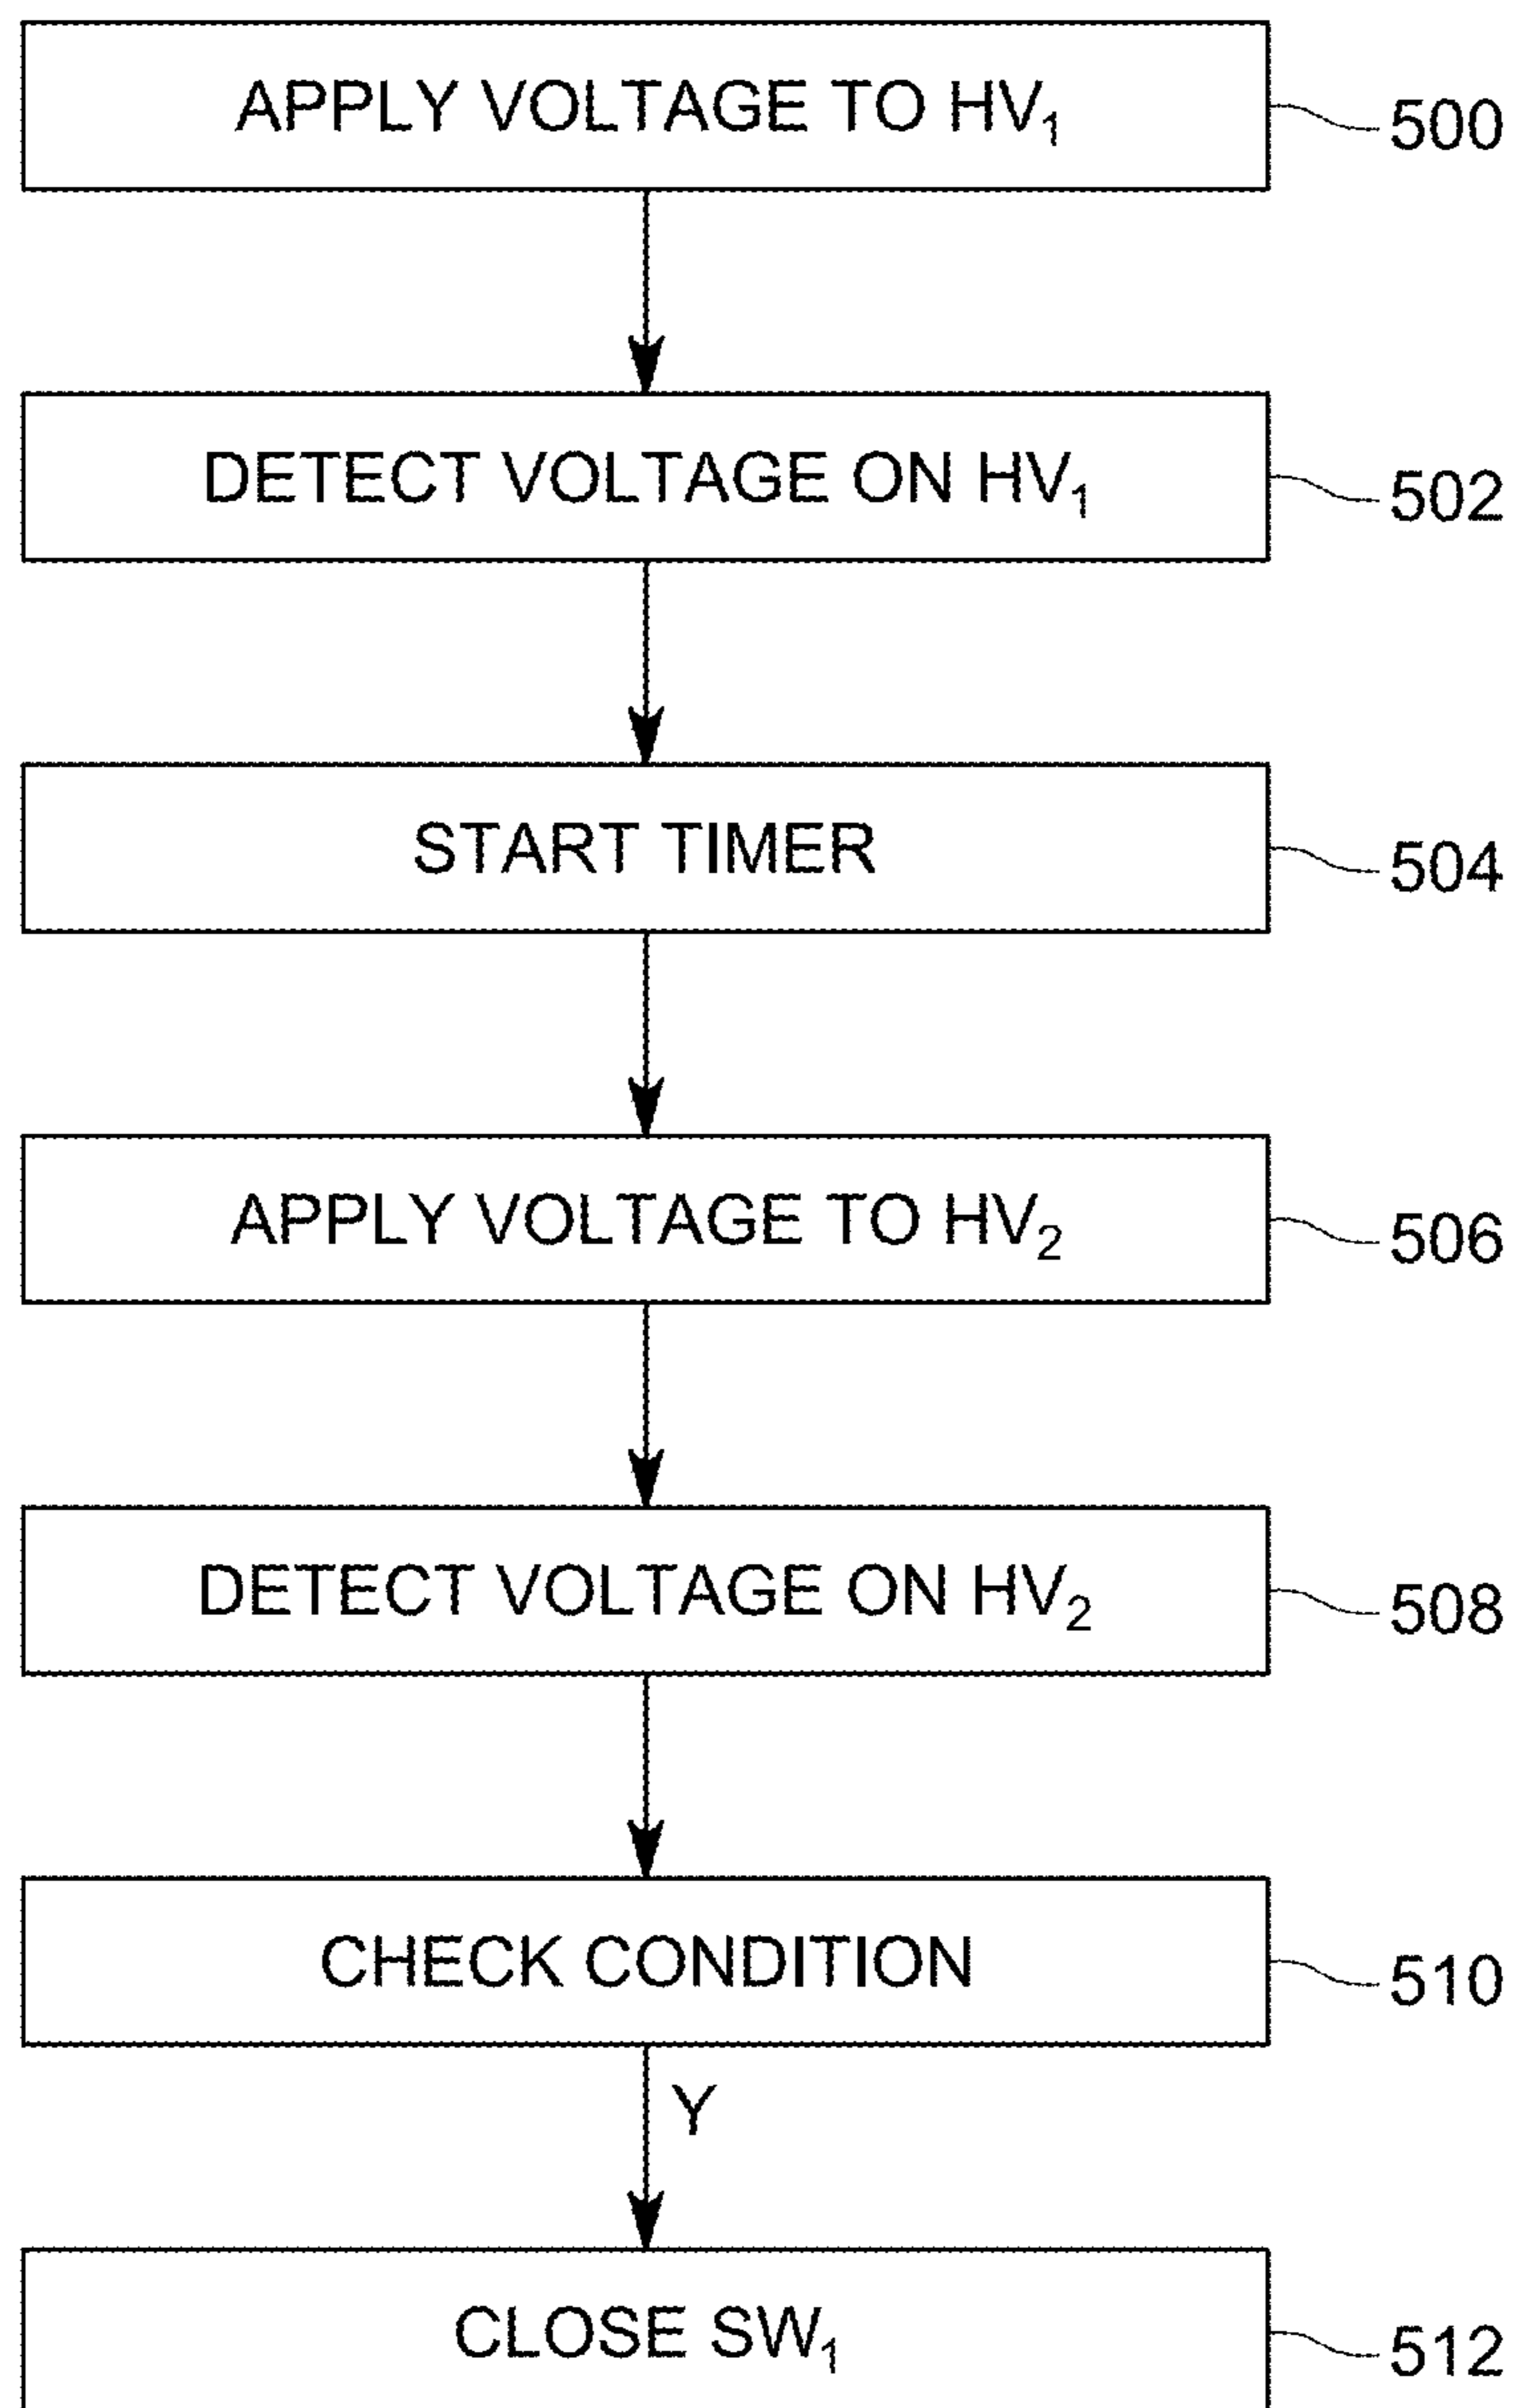 APPLY VOLTAGE TO HV₁ 500
DETECT VOLTAGE ON HV₁ 502
START TIMER 504
APPLY VOLTAGE TO HV₂ 506
DETECT VOLTAGE ON HV₂ 508
CHECK CONDITION 510
Y
CLOSE SW₁ 512